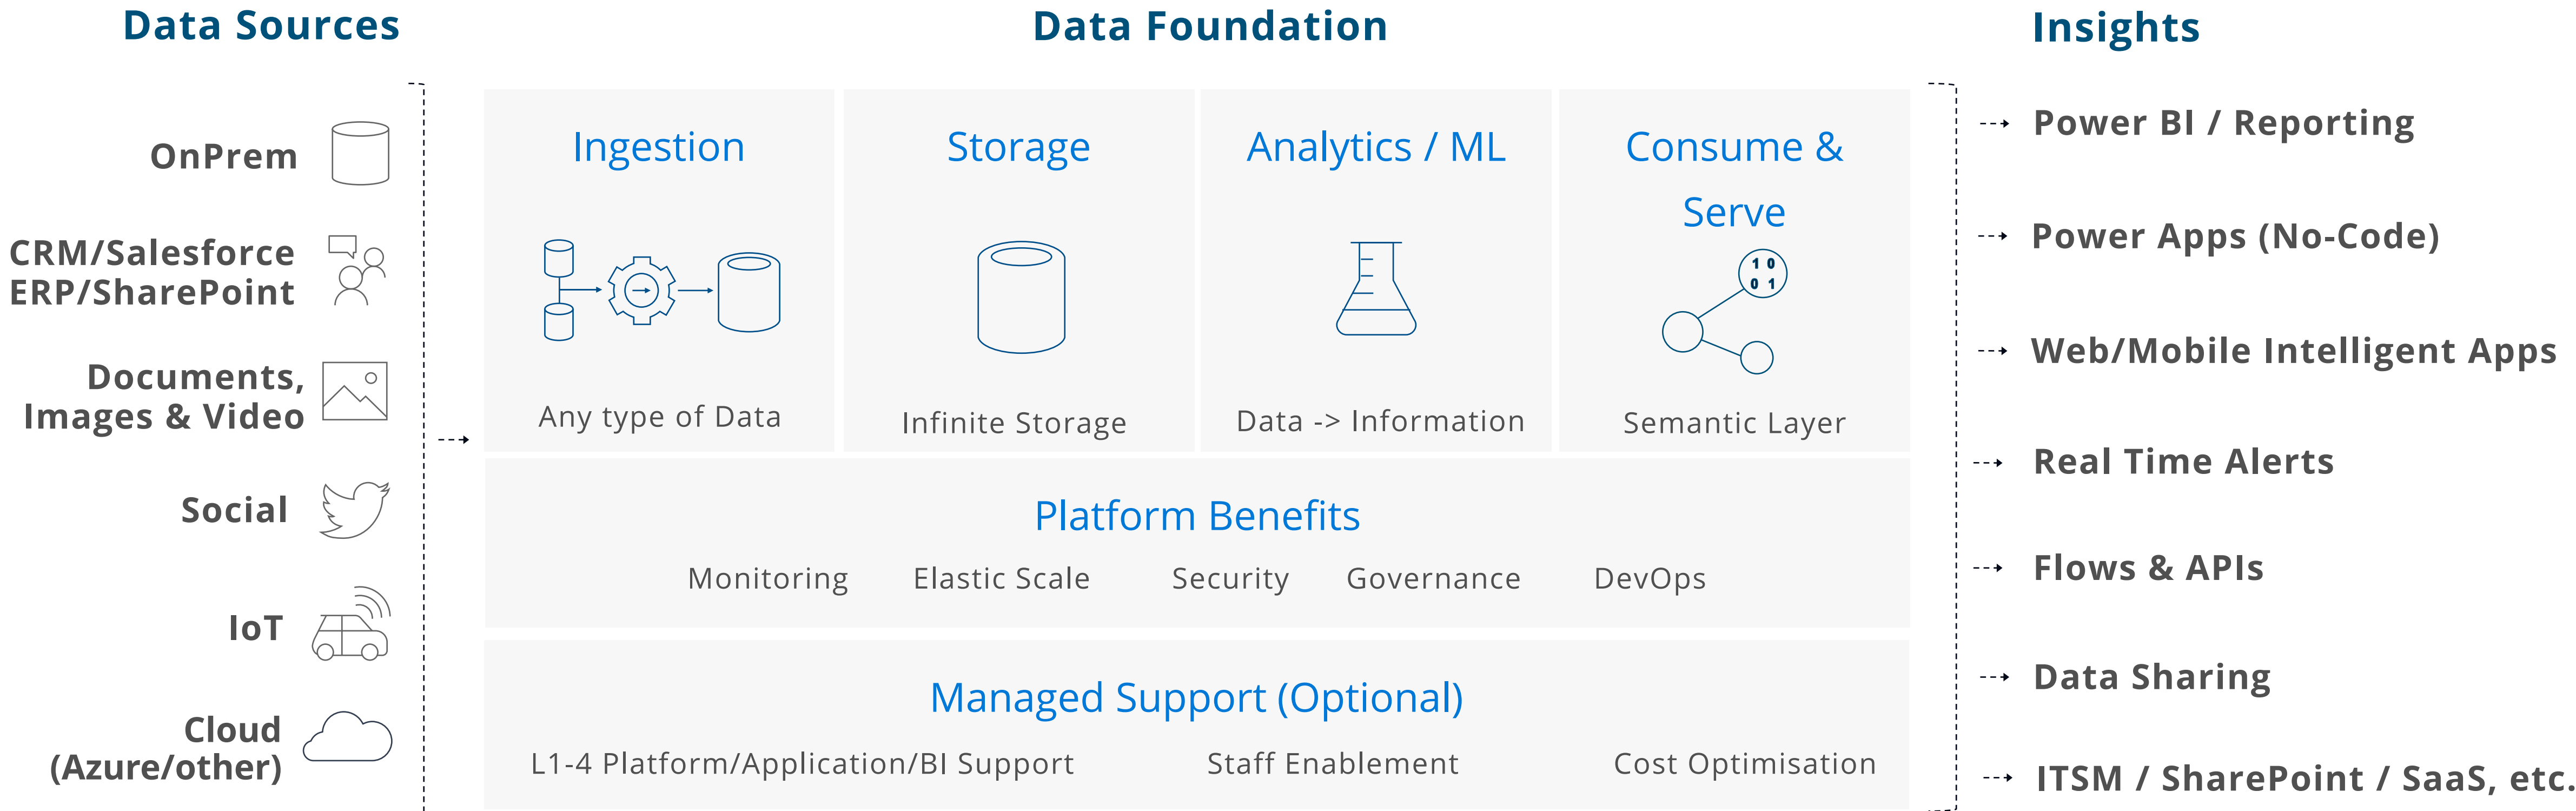 Data Sources
Data Foundation
Insights
OnPrem
CRM/Salesforce
ERP/SharePoint
Documents,
Images & Video
Social
IoT
Cloud
(Azure/other)
Ingestion
Any type of Data
Storage
Infinite Storage
Analytics / ML
Data -> Information
Consume &
Serve
1 0
0 1
Semantic Layer
Platform Benefits
Monitoring Elastic Scale Security Governance DevOps
Managed Support (Optional)
L1-4 Platform/Application/BI Support Staff Enablement Cost Optimisation
Power BI / Reporting
Power Apps (No-Code)
Web/Mobile Intelligent Apps
Real Time Alerts
Flows & APIs
Data Sharing
ITSM / SharePoint / SaaS, etc.